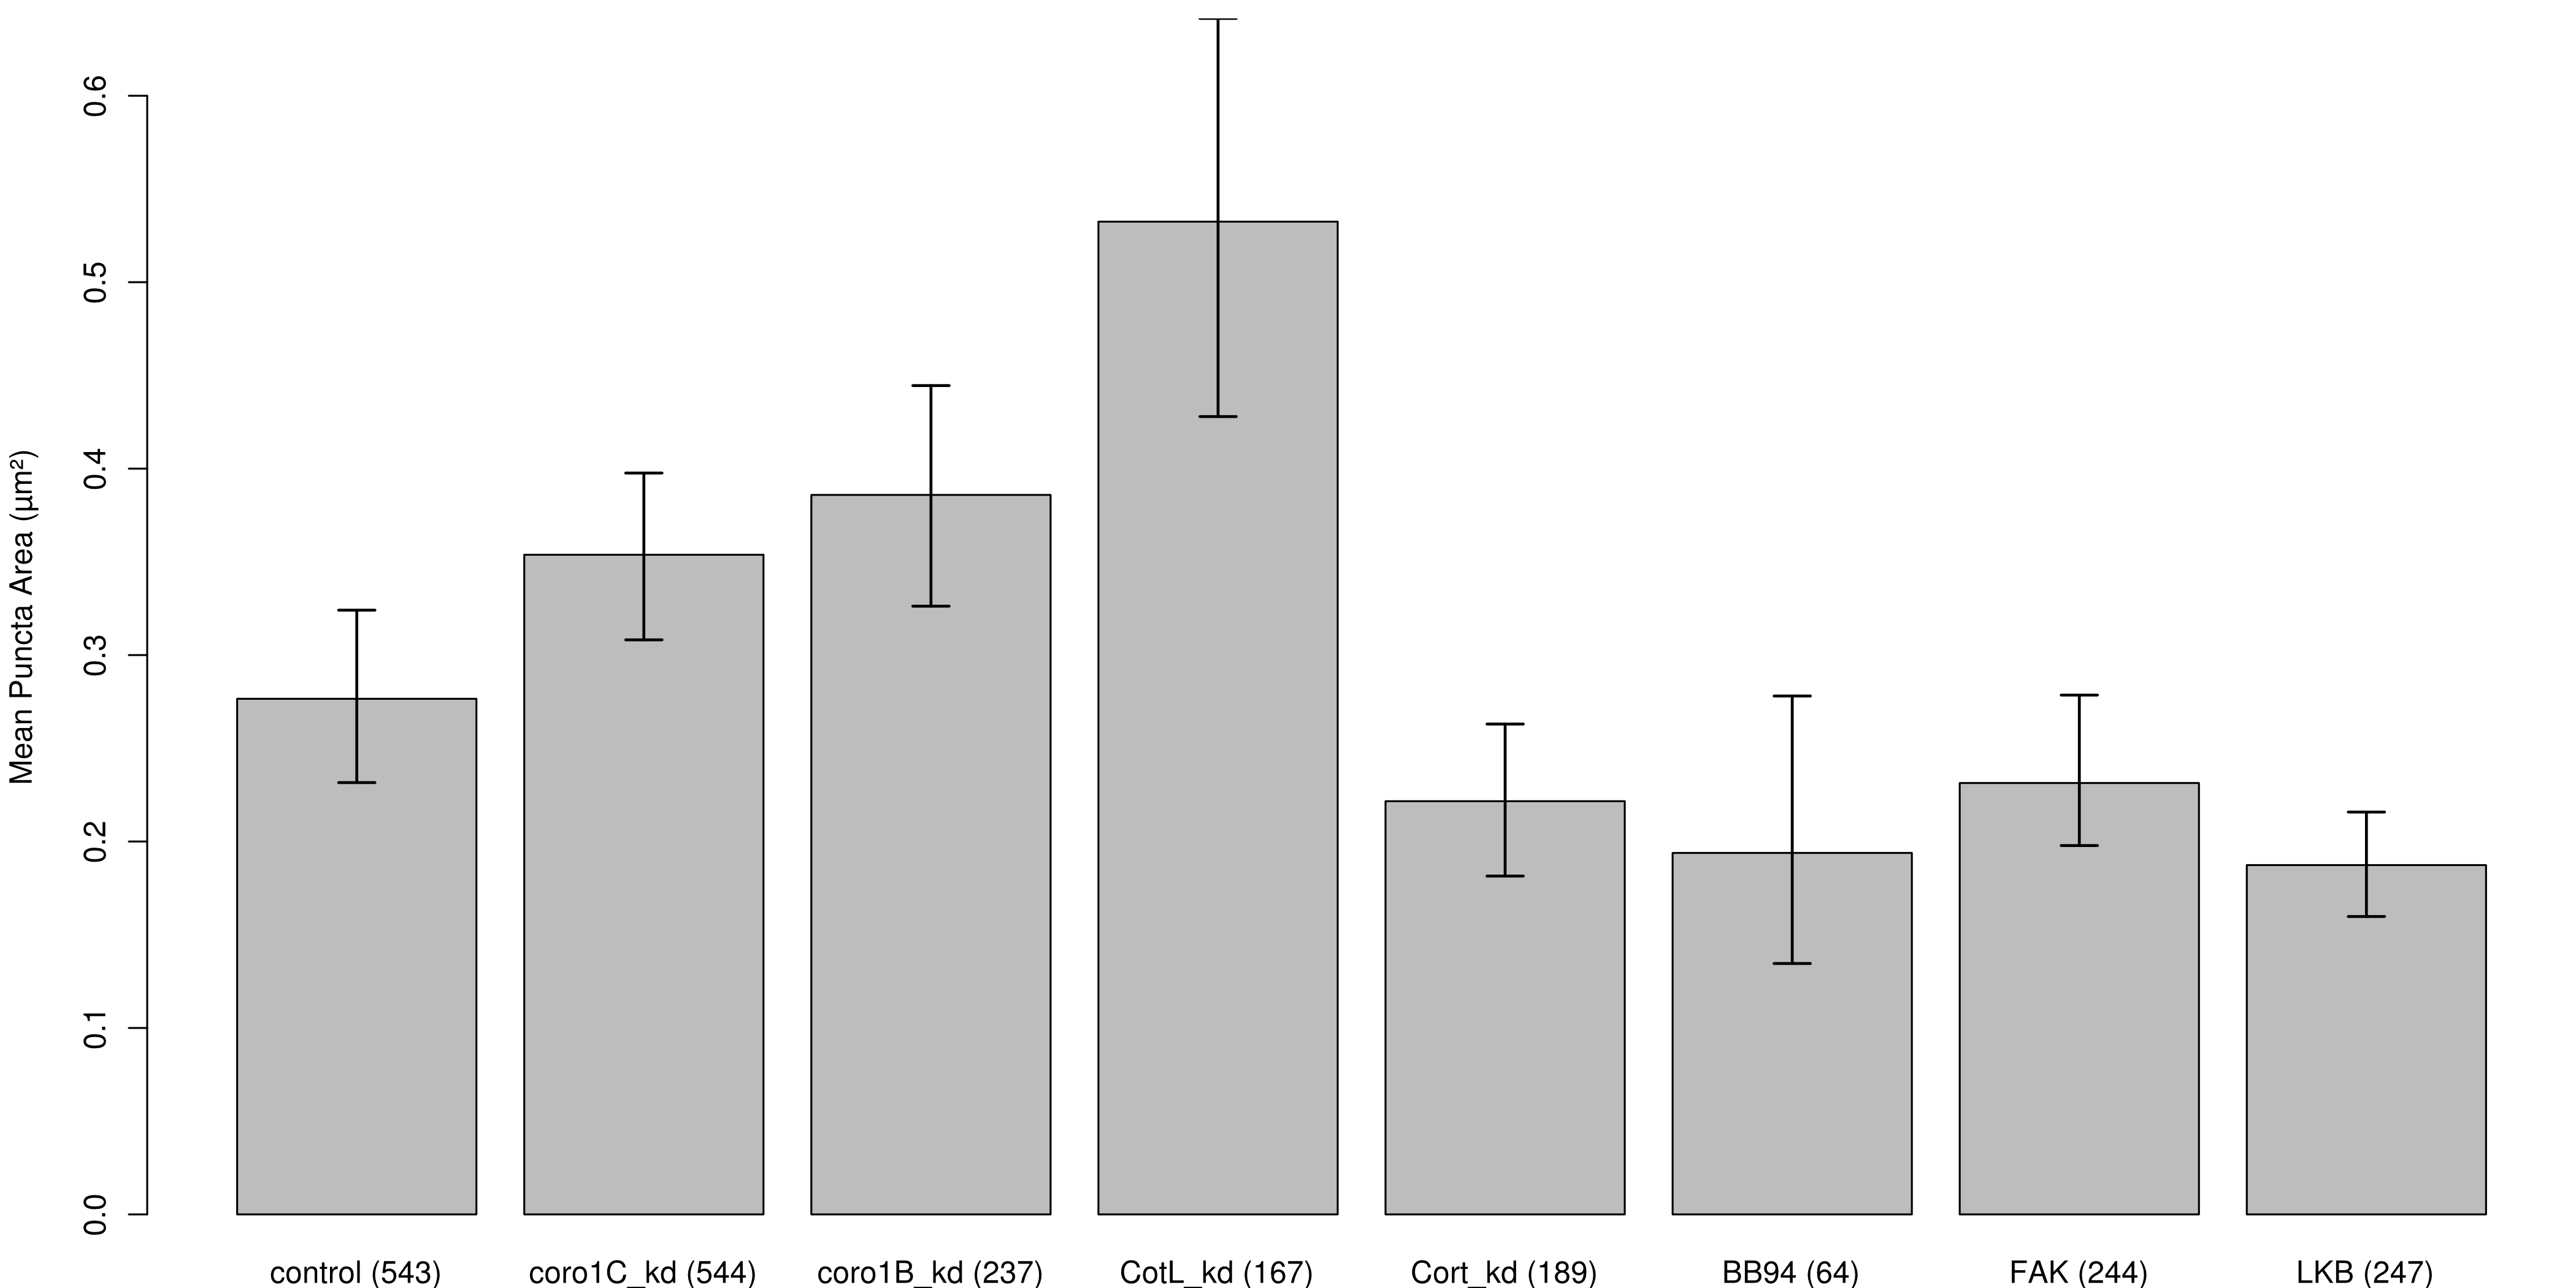 Mean Puncta Area (µm²)
0.6
0.5
0.4
0.3
0.2
0.1
0.0
control (543)
coro1C_kd (544)
coro1B_kd (237)
CotL_kd (167)
Cort_kd (189)
BB94 (64)
FAK (244)
LKB (247)